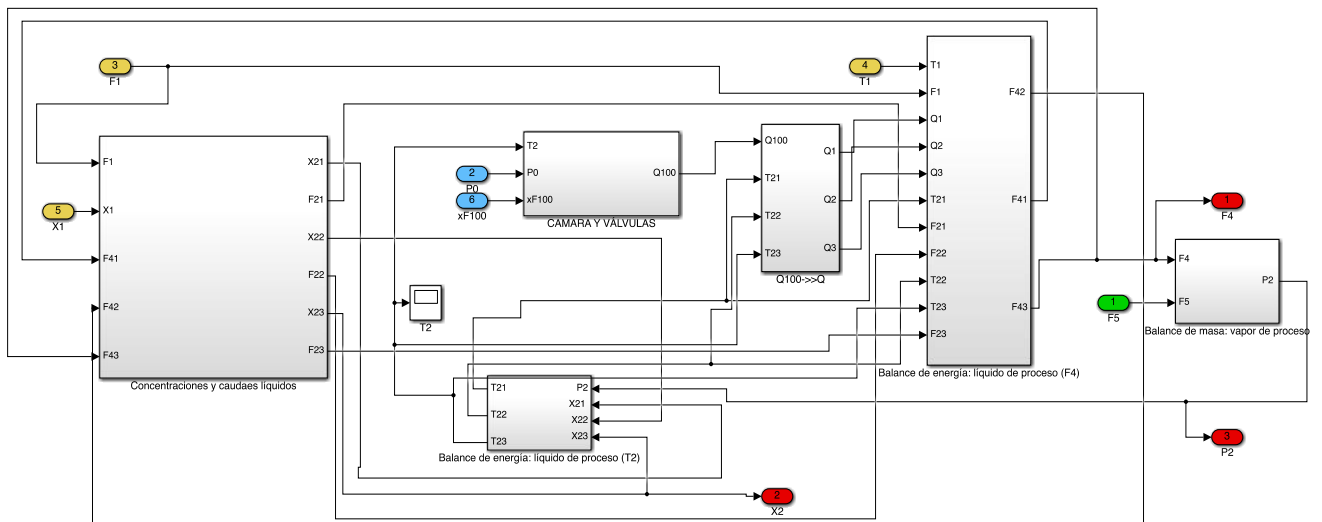 3
F1
4
T1
T1
F1
Q1
Q2
Q3
T21
F21
F22
T22
T23
F23
F42
F41
F43
Balance de energía: líquido de proceso (F4)
F1
X1
F41
F42
F43
X21
F21
X22
F22
X23
F23
Concentraciones y caudaes líquidos
5
X1
2
P0
6
xF100
T2
P0
xF100
Q100
CAMARA Y VÁLVULAS
Q100
T21
T22
T23
Q1
Q2
Q3
Q100->>Q
T2
1
F4
1
F5
F4
F5
P2
Balance de masa: vapor de proceso
T21
T22
T23
P2
X21
X22
X23
Balance de energía: líquido de proceso (T2)
3
P2
2
X2